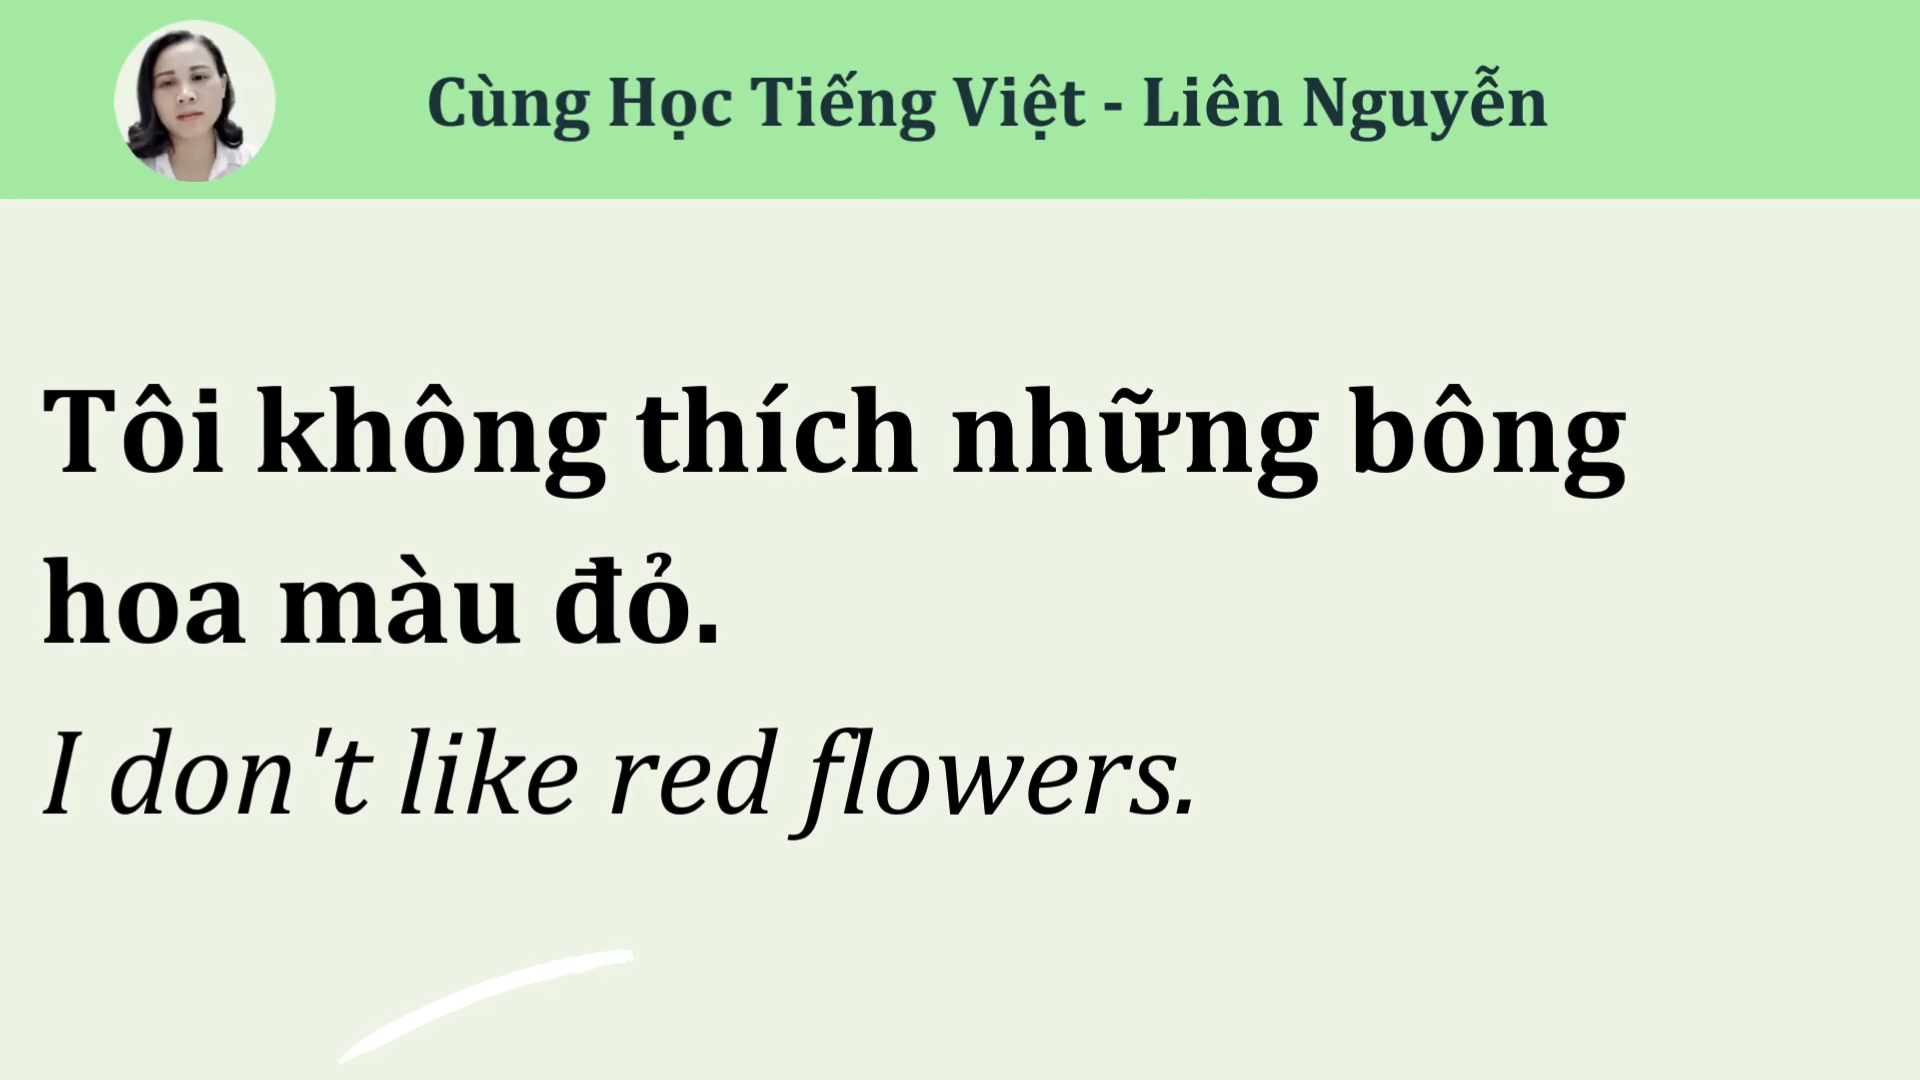 Cùng Học Tiếng Việt - Liên Nguyễn
Tôi không thích những bông
hoa màu đỏ.
I don't like red flowers.